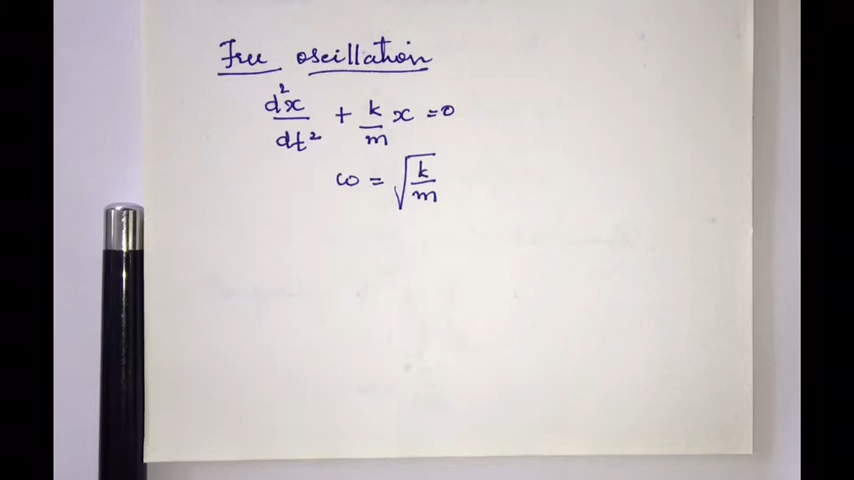 Free oscillation
d²x/dt² + k/m x = 0
ω = √(k/m)